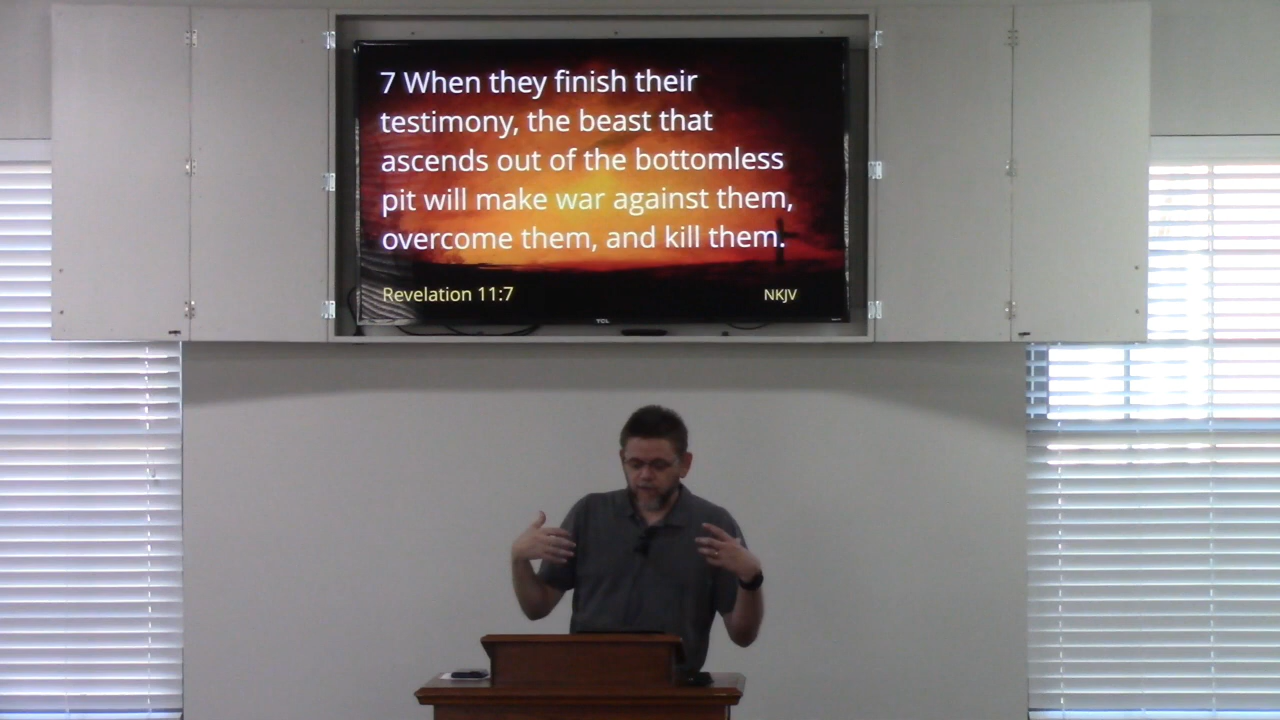 7 When they finish their
testimony, the beast that
ascends out of the bottomless
pit will make war against them,
overcome them, and kill them.
Revelation 11:7 NKJV
TCL